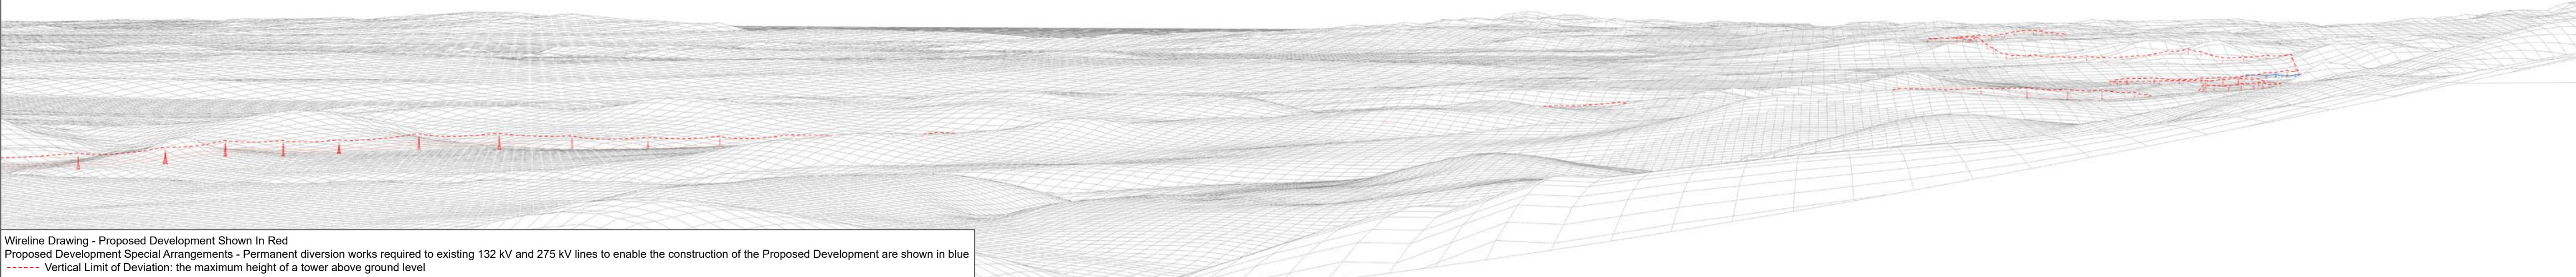 Wireline Drawing - Proposed Development Shown In Red
Proposed Development Special Arrangements - Permanent diversion works required to existing 132 kV and 275 kV lines to enable the construction of the Proposed Development are shown in blue
Vertical Limit of Deviation: the maximum height of a tower above ground level